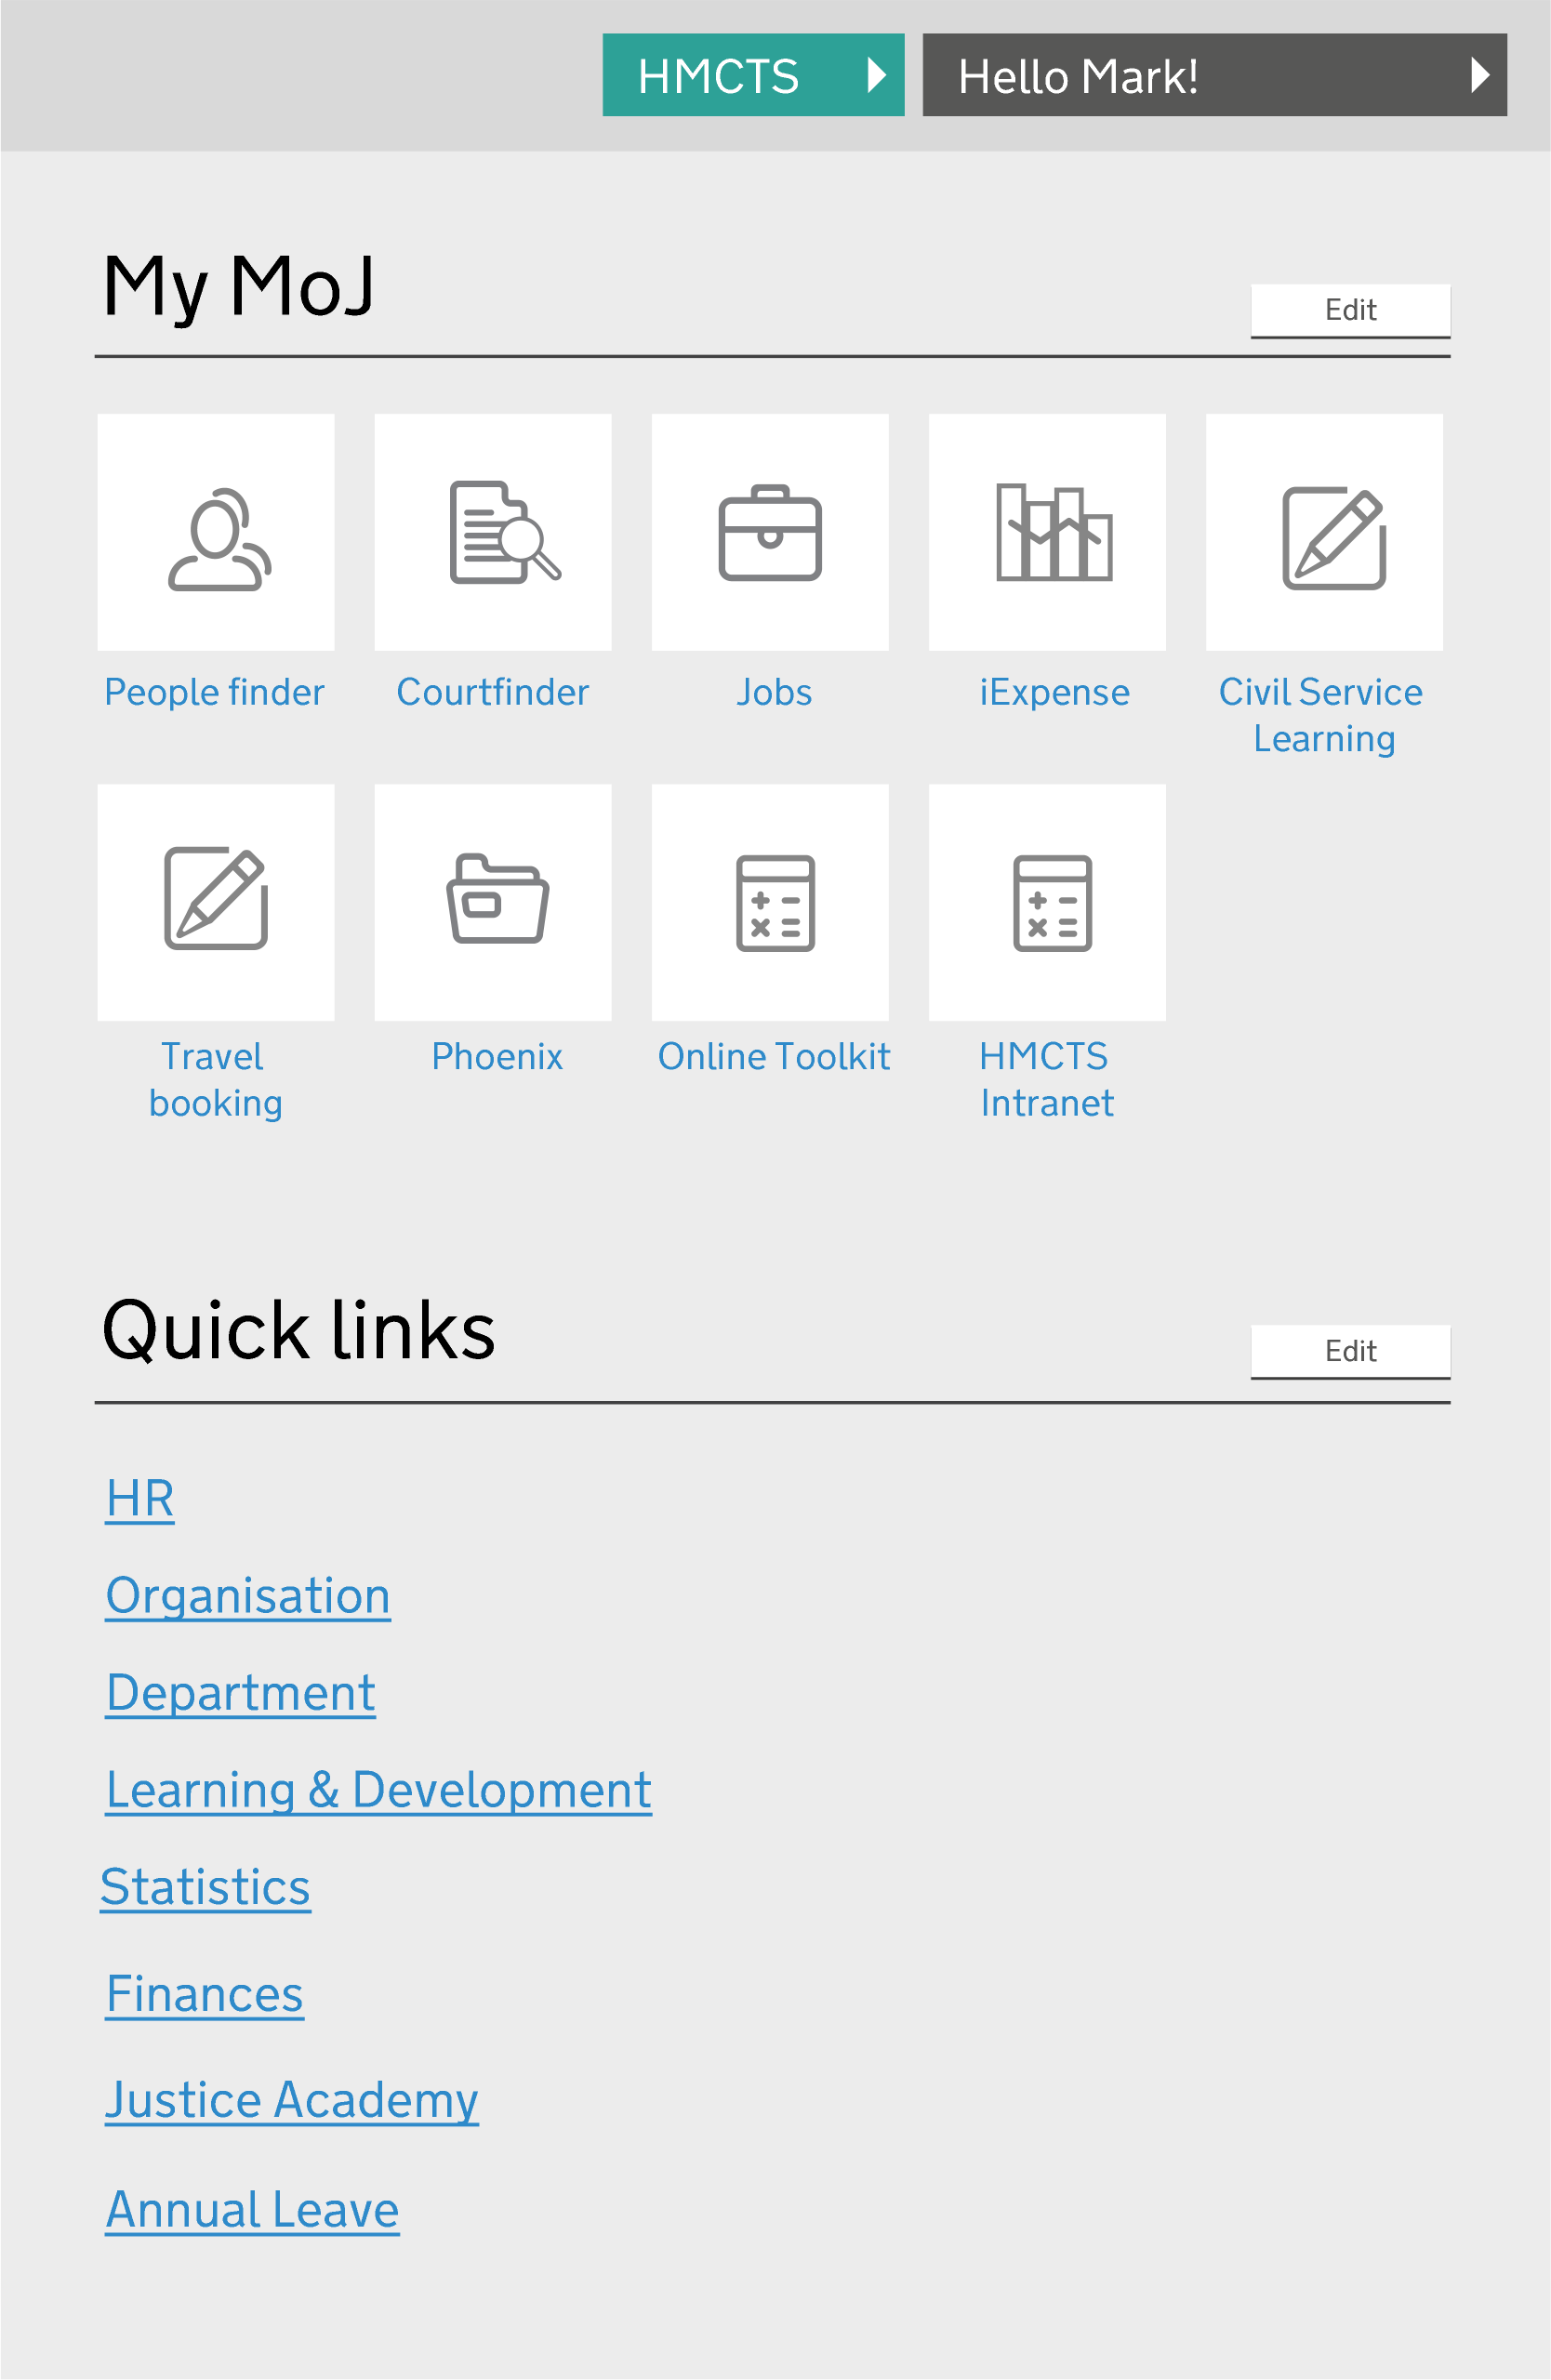 HMCTS
Hello Mark!
My MoJ
Edit
People finder
Courtfinder
Jobs
iExpense
Civil Service
Learning
Travel
booking
Phoenix
Online Toolkit
HMCTS
Intranet
Quick links
Edit
HR
Organisation
Department
Learning & Development
Statistics
Finances
Justice Academy
Annual Leave